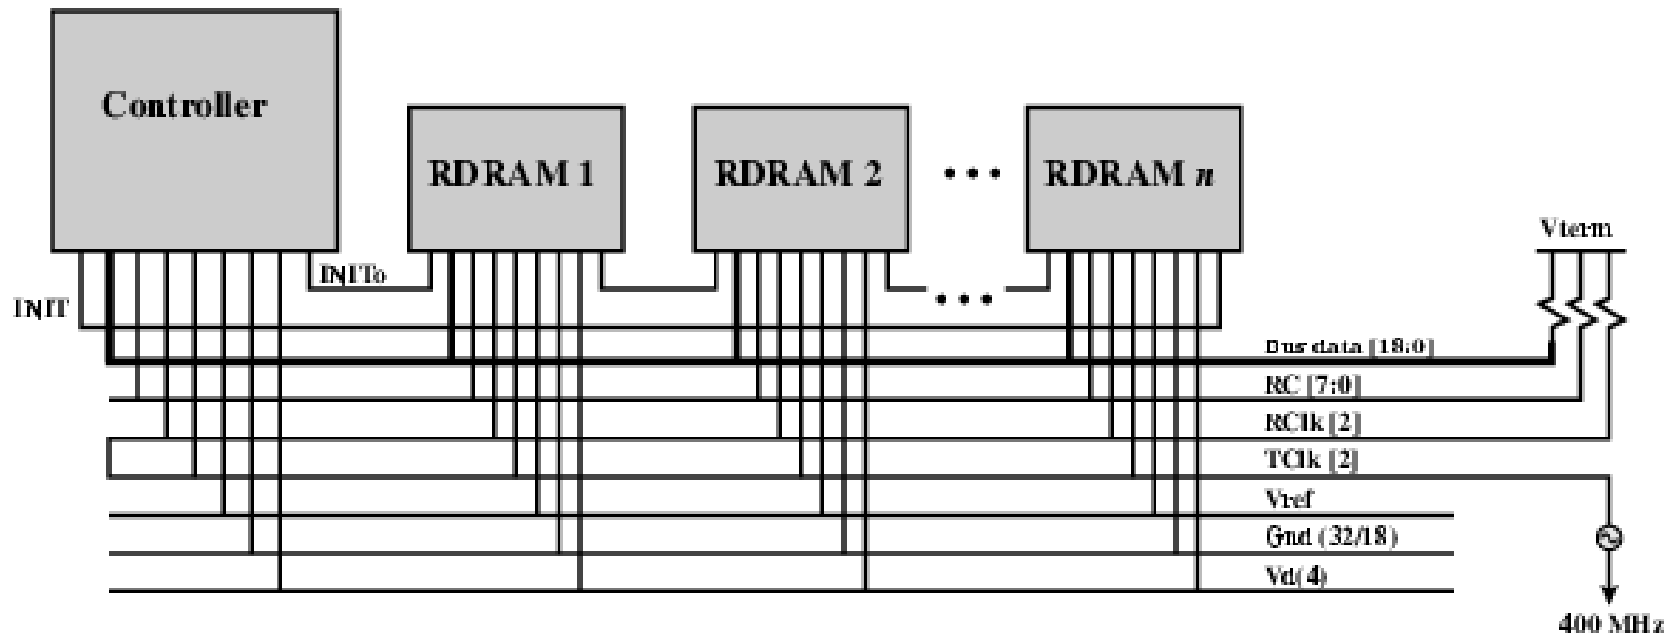 Controller
RDRAM 1
RDRAM 2
• • •
RDRAM n
Vterm
INITo
INIT
• • •
Bus data [18:0]
RC [7:0]
RClk [2]
TClk [2]
Vref
Gnd (32/18)
Vd(4)
400 MHz